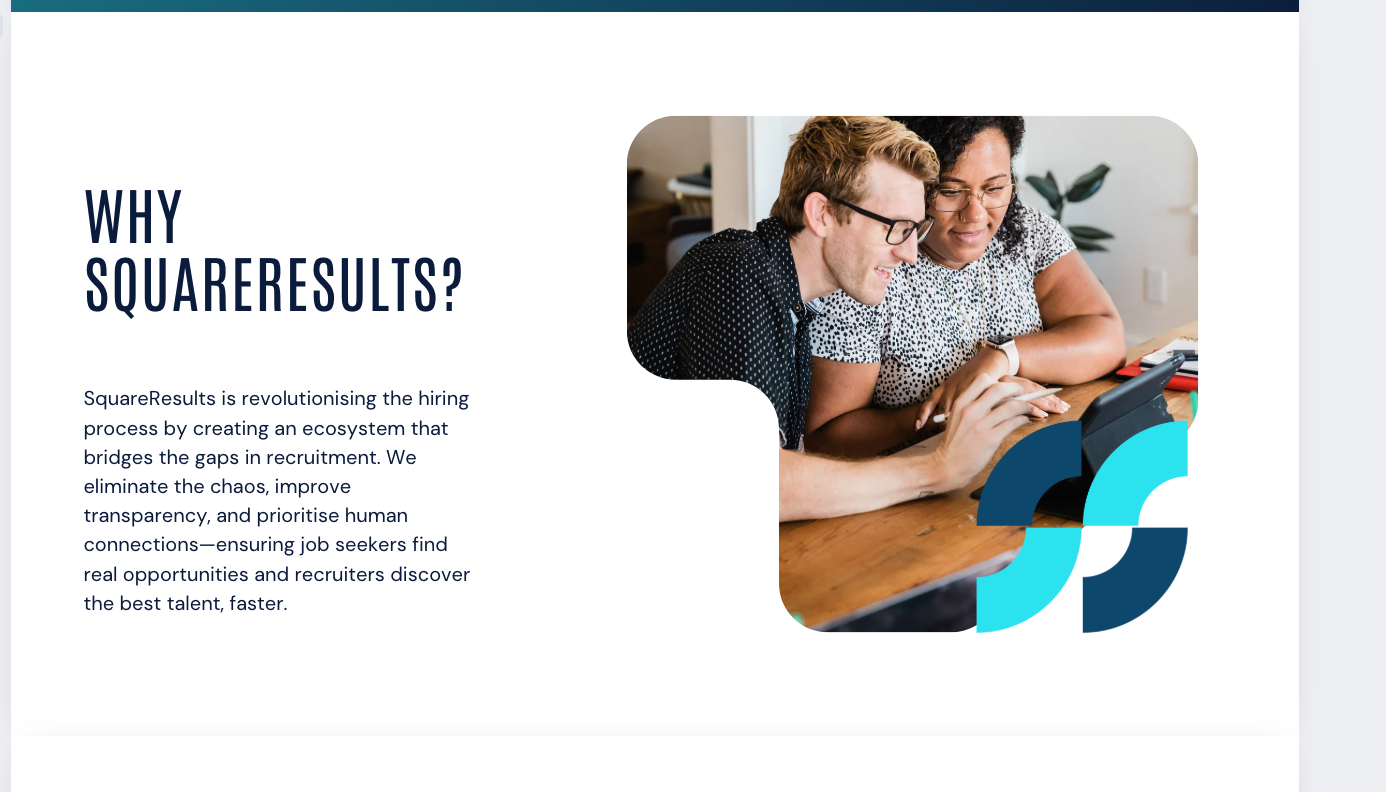 WHY
SQUARERESULTS?
SquareResults is revolutionising the hiring
process by creating an ecosystem that
bridges the gaps in recruitment. We
eliminate the chaos, improve
transparency, and prioritise human
connections—ensuring job seekers find
real opportunities and recruiters discover
the best talent, faster.